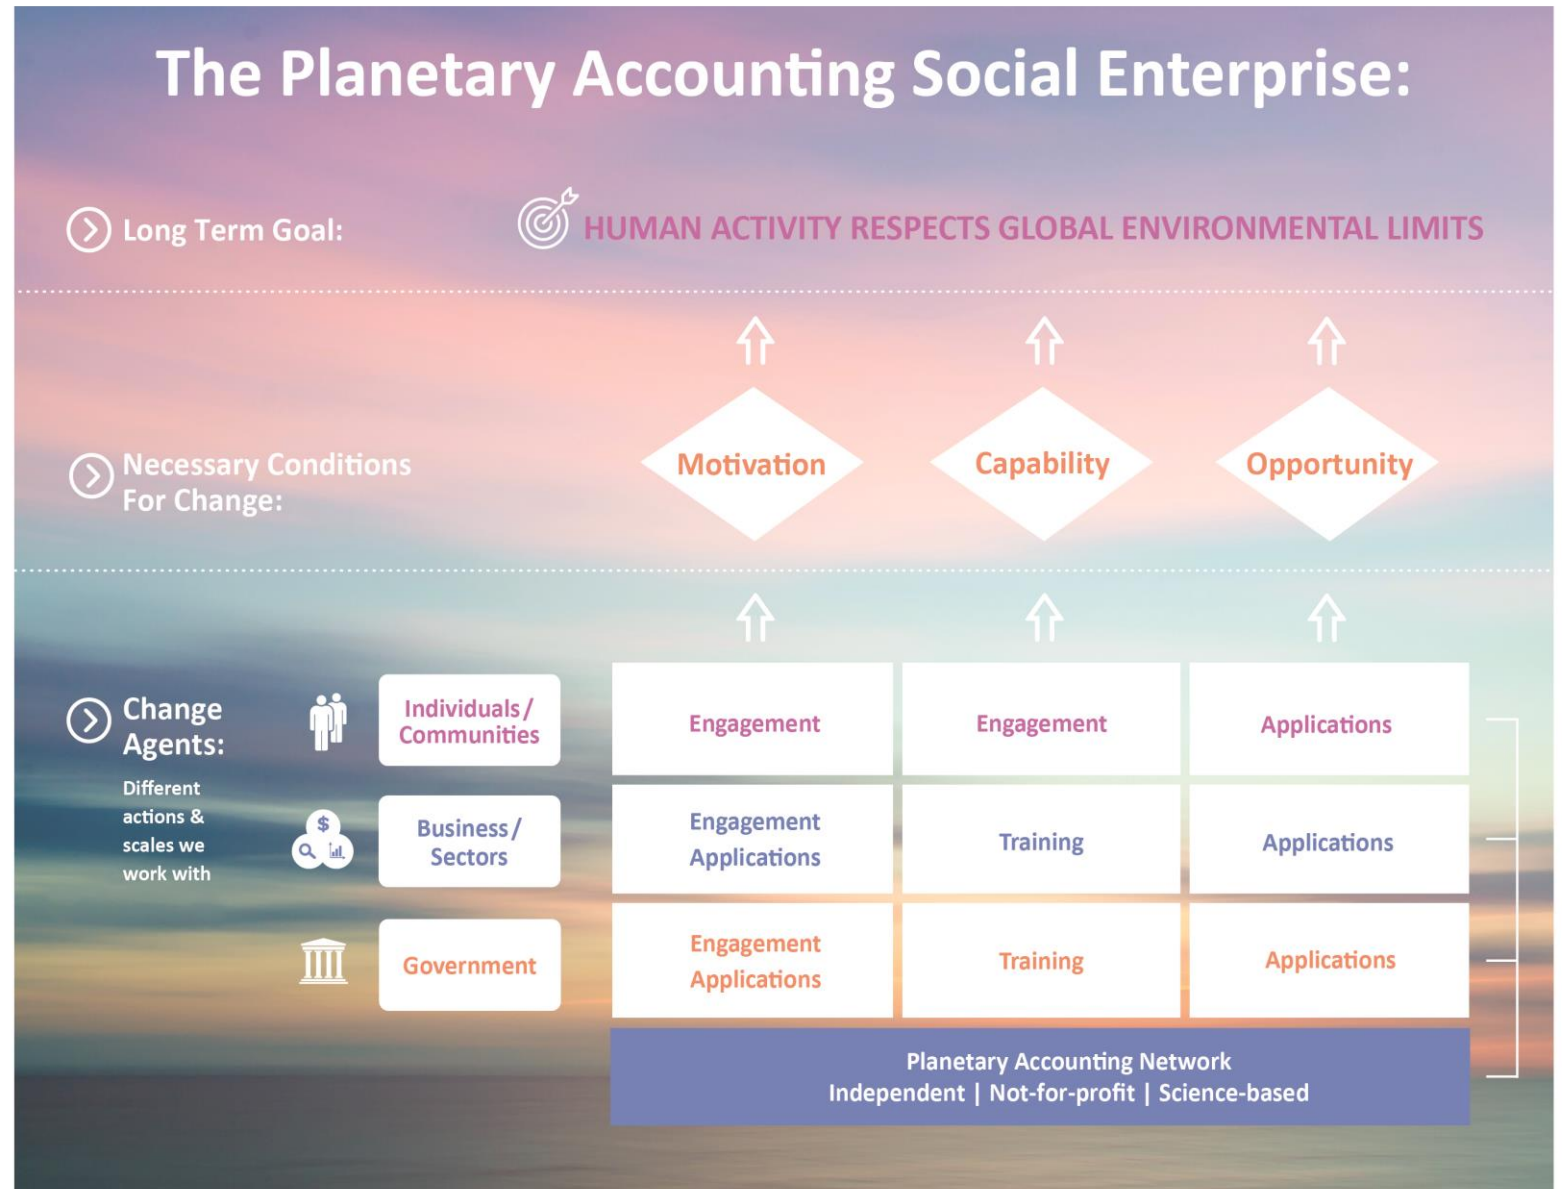 The Planetary Accounting Social Enterprise:
Long Term Goal:
HUMAN ACTIVITY RESPECTS GLOBAL ENVIRONMENTAL LIMITS
Necessary Conditions
For Change:
Motivation
Capability
Opportunity
Change
Agents:
Different
actions &
scales we
work with
Individuals/
Communities
Engagement
Engagement
Applications
$
Business/
Sectors
Engagement
Applications
Training
Applications
Government
Engagement
Applications
Training
Applications
Planetary Accounting Network
Independent | Not-for-profit | Science-based